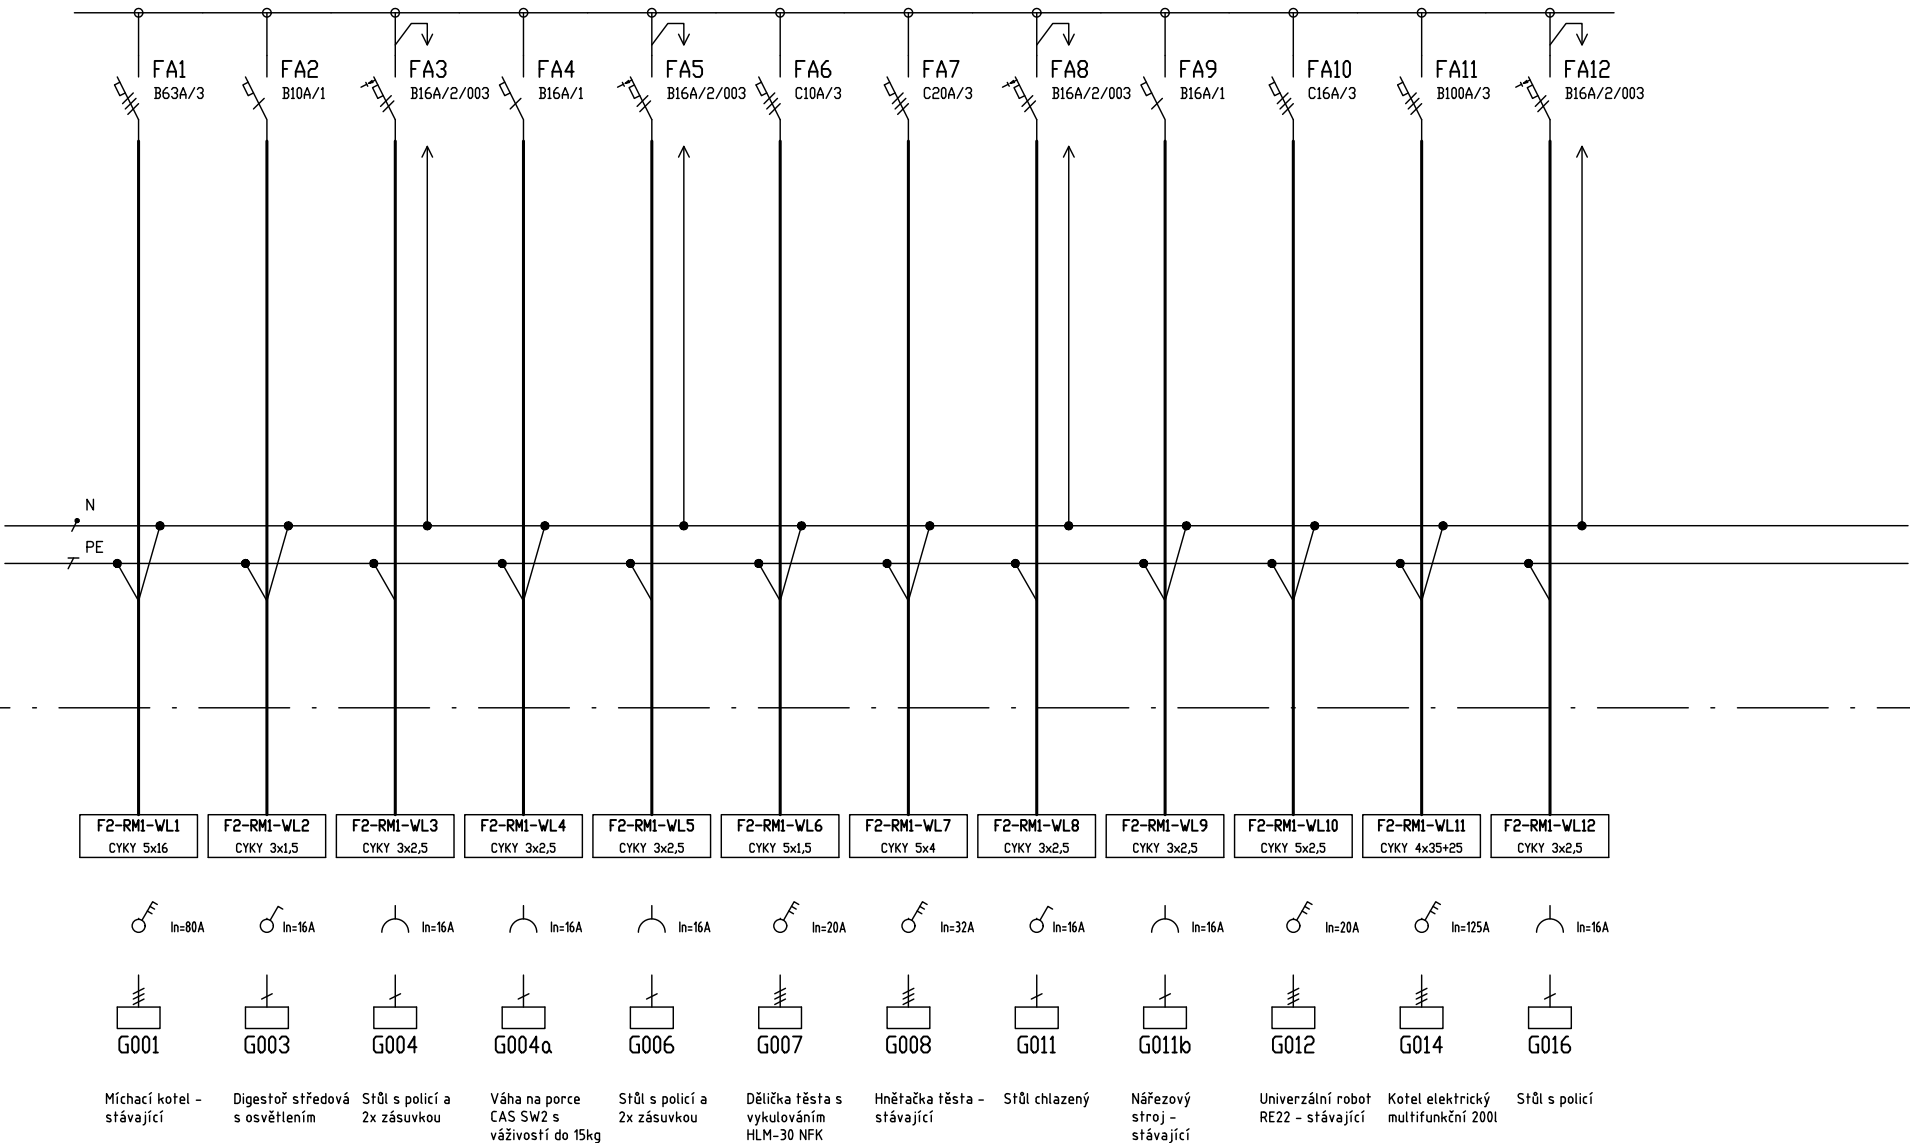 FA1
B63A/3
FA2
B10A/1
FA3
B16A/2/003
FA4
B16A/1
FA5
B16A/2/003
FA6
C10A/3
FA7
C20A/3
FA8
B16A/2/003
FA9
B16A/1
FA10
C16A/3
FA11
B100A/3
FA12
B16A/2/003
N
PE
F2-RM1-WL1
CYKY 5x16
F2-RM1-WL2
CYKY 3x1,5
F2-RM1-WL3
CYKY 3x2,5
F2-RM1-WL4
CYKY 3x2,5
F2-RM1-WL5
CYKY 3x2,5
F2-RM1-WL6
CYKY 5x1,5
F2-RM1-WL7
CYKY 5x4
F2-RM1-WL8
CYKY 3x2,5
F2-RM1-WL9
CYKY 3x2,5
F2-RM1-WL10
CYKY 5x2,5
F2-RM1-WL11
CYKY 4x35+25
F2-RM1-WL12
CYKY 3x2,5
In=80A
In=16A
In=16A
In=16A
In=16A
In=20A
In=32A
In=16A
In=16A
In=20A
In=125A
In=16A
G001
G003
G004
G004a
G006
G007
G008
G011
G011b
G012
G014
G016
Míchací kotel -
stávající
Digestoř středová
s osvětlením
Stůl s policí a
2x zásuvkou
Váha na porce
CAS SW2 s
váživostí do 15kg
Stůl s policí a
2x zásuvkou
Dělička těsta s
vykulováním
HLM-30 NFK
Hnětačka těsta -
stávající
Stůl chlazený
Nářezový
stroj -
stávající
Univerzální robot
RE22 - stávající
Kotel elektrický
multifunkční 200l
Stůl s policí